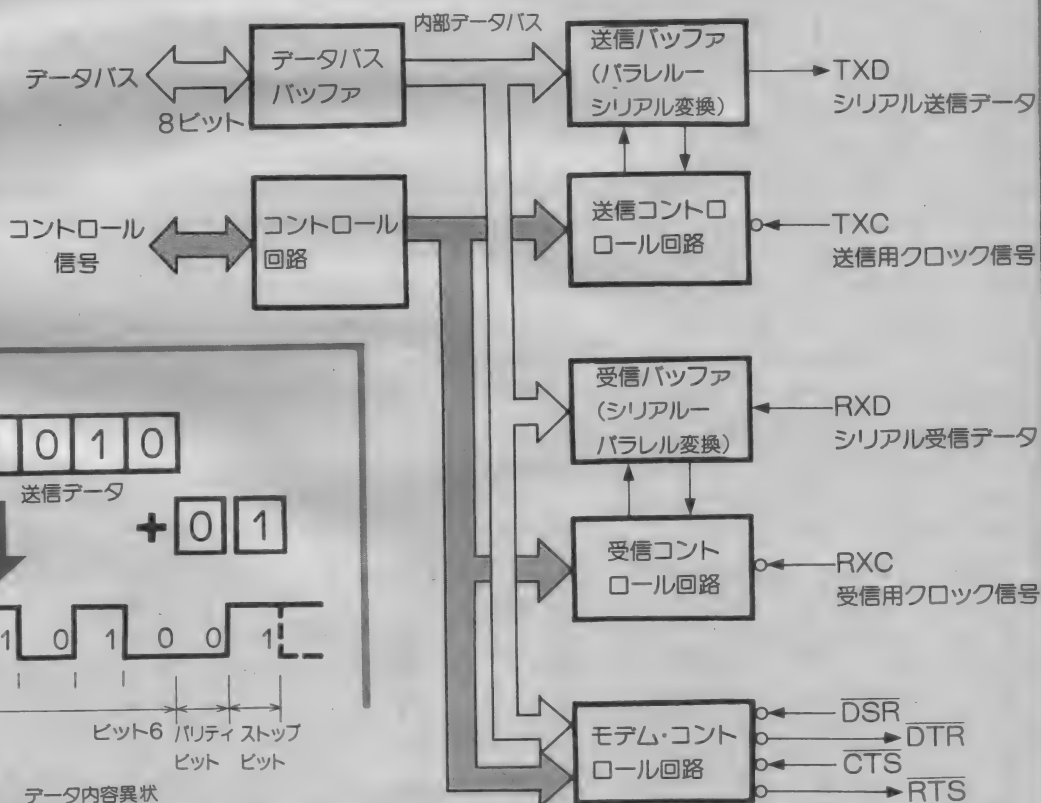 内部データバス
データバス
8ビット
データバス
バッファ
送信バッファ
(パラレルー
シリアル変換)
TXD
シリアル送信データ
コントロール
信号
コントロール
回路
送信コントロ
ロール回路
TXC
送信用クロック信号
受信バッファ
(シリアルー
パラレル変換)
RXD
シリアル受信データ
受信コント
ロール回路
RXC
受信用クロック信号
モデム・コント
ロール回路
DSR
DTR
CTS
RTS
0 1 0
送信データ
+ 0 1
1 0 1 0 0 1
ビット6 パリティ ストップ
ビット ビット
データ内容異状